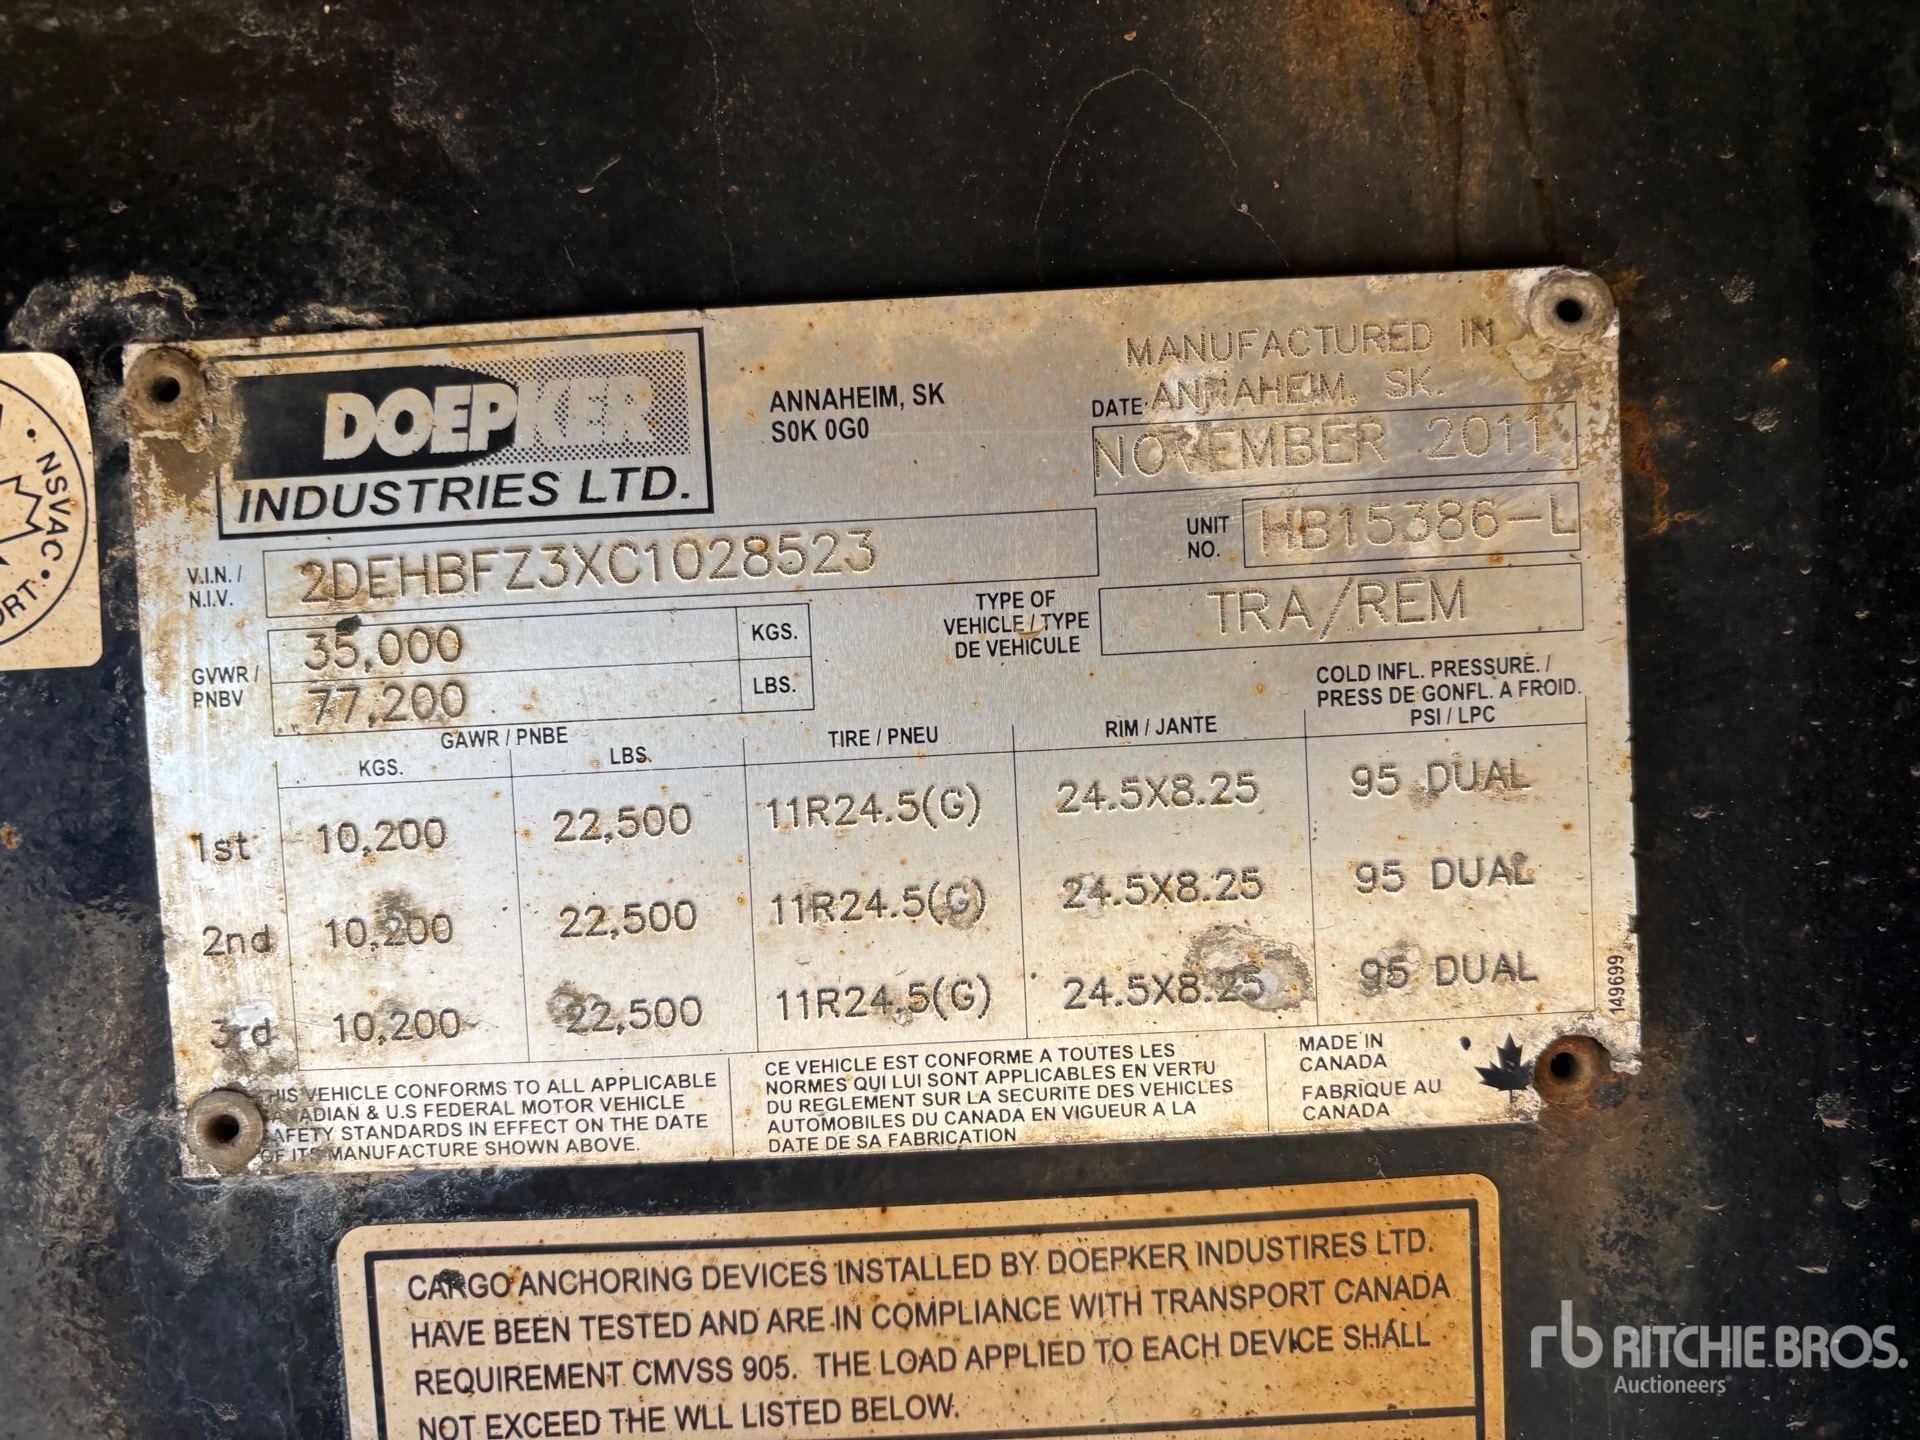 NSVAC
ORT.
DOEPKER
INDUSTRIES LTD.
ANNAHEIM, SK
S0K 0G0
MANUFACTURED IN
ANNAHEIM, SK.
DATE:
NOVEMBER 2011
UNIT
NO.
HB15386-L
V.I.N. /
N.I.V.
2DEHBFZ3XC1028523
TYPE OF
VEHICLE / TYPE
DE VEHICULE
TRA/REM
GVWR /
PNBV
35,000 KGS.
77,200 LBS.
COLD INFL. PRESSURE. /
PRESS DE GONFL. A FROID.
PSI / LPC
GAWR / PNBE
KGS. LBS.
TIRE / PNEU
RIM / JANTE
1st 10,200 22,500 11R24.5(G) 24.5X8.25 95 DUAL
2nd 10,200 22,500 11R24.5(G) 24.5X8.25 95 DUAL
3rd 10,200 22,500 11R24.5(G) 24.5X8.25 95 DUAL
149699
HIS VEHICLE CONFORMS TO ALL APPLICABLE
ANADIAN & U.S FEDERAL MOTOR VEHICLE
AFETY STANDARDS IN EFFECT ON THE DATE
OF ITS MANUFACTURE SHOWN ABOVE.
CE VEHICLE EST CONFORME A TOUTES LES
NORMES QUI LUI SONT APPLICABLES EN VERTU
DU REGLEMENT SUR LA SECURITE DES VEHICLES
AUTOMOBILES DU CANADA EN VIGUEUR A LA
DATE DE SA FABRICATION
MADE IN
CANADA
FABRIQUE AU
CANADA
CARGO ANCHORING DEVICES INSTALLED BY DOEPKER INDUSTIRES LTD.
HAVE BEEN TESTED AND ARE IN COMPLIANCE WITH TRANSPORT CANADA
REQUIREMENT CMVSS 905. THE LOAD APPLIED TO EACH DEVICE SHALL
NOT EXCEED THE WLL LISTED BELOW.
rb RITCHIE BROS.
Auctioneers